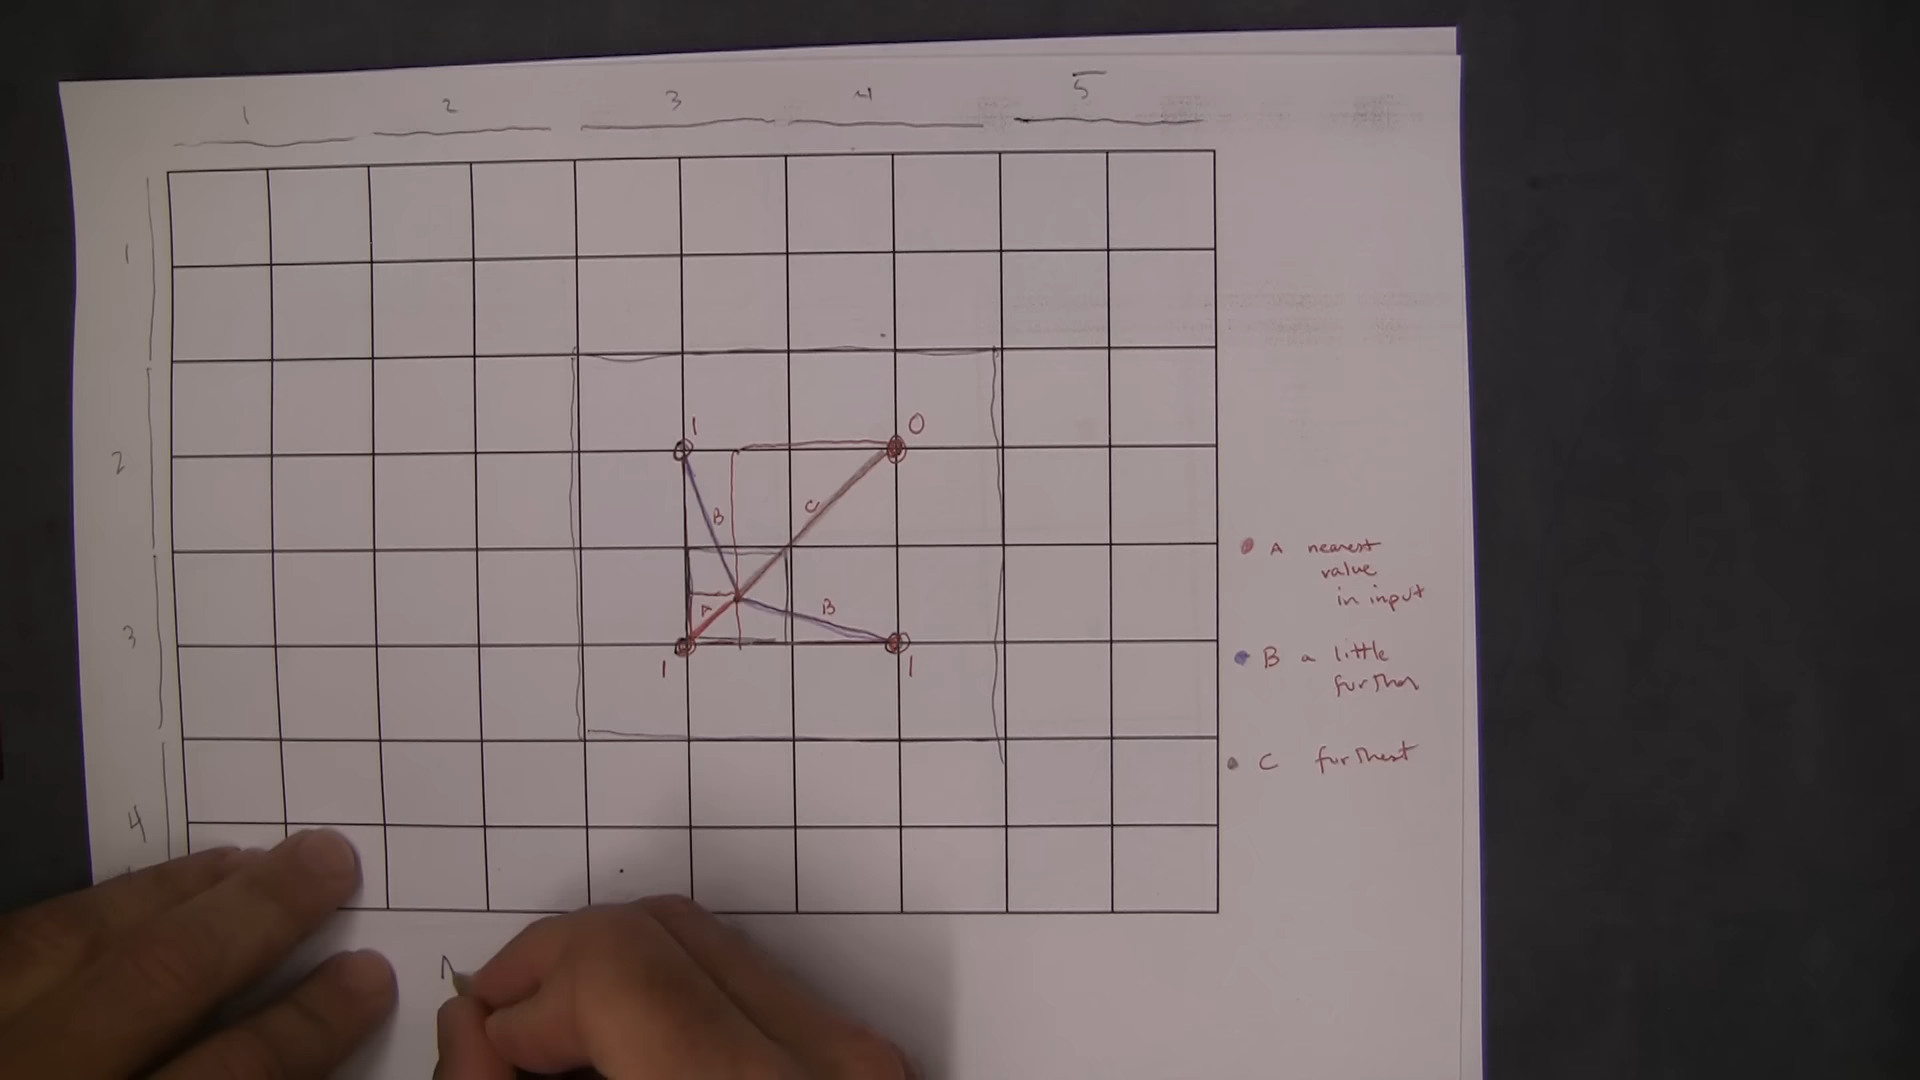 1 2 3 4 5
1
1 0
2
B C
A nearest
value
in input
A B
3
1 1
B a little
further
C furthest
4